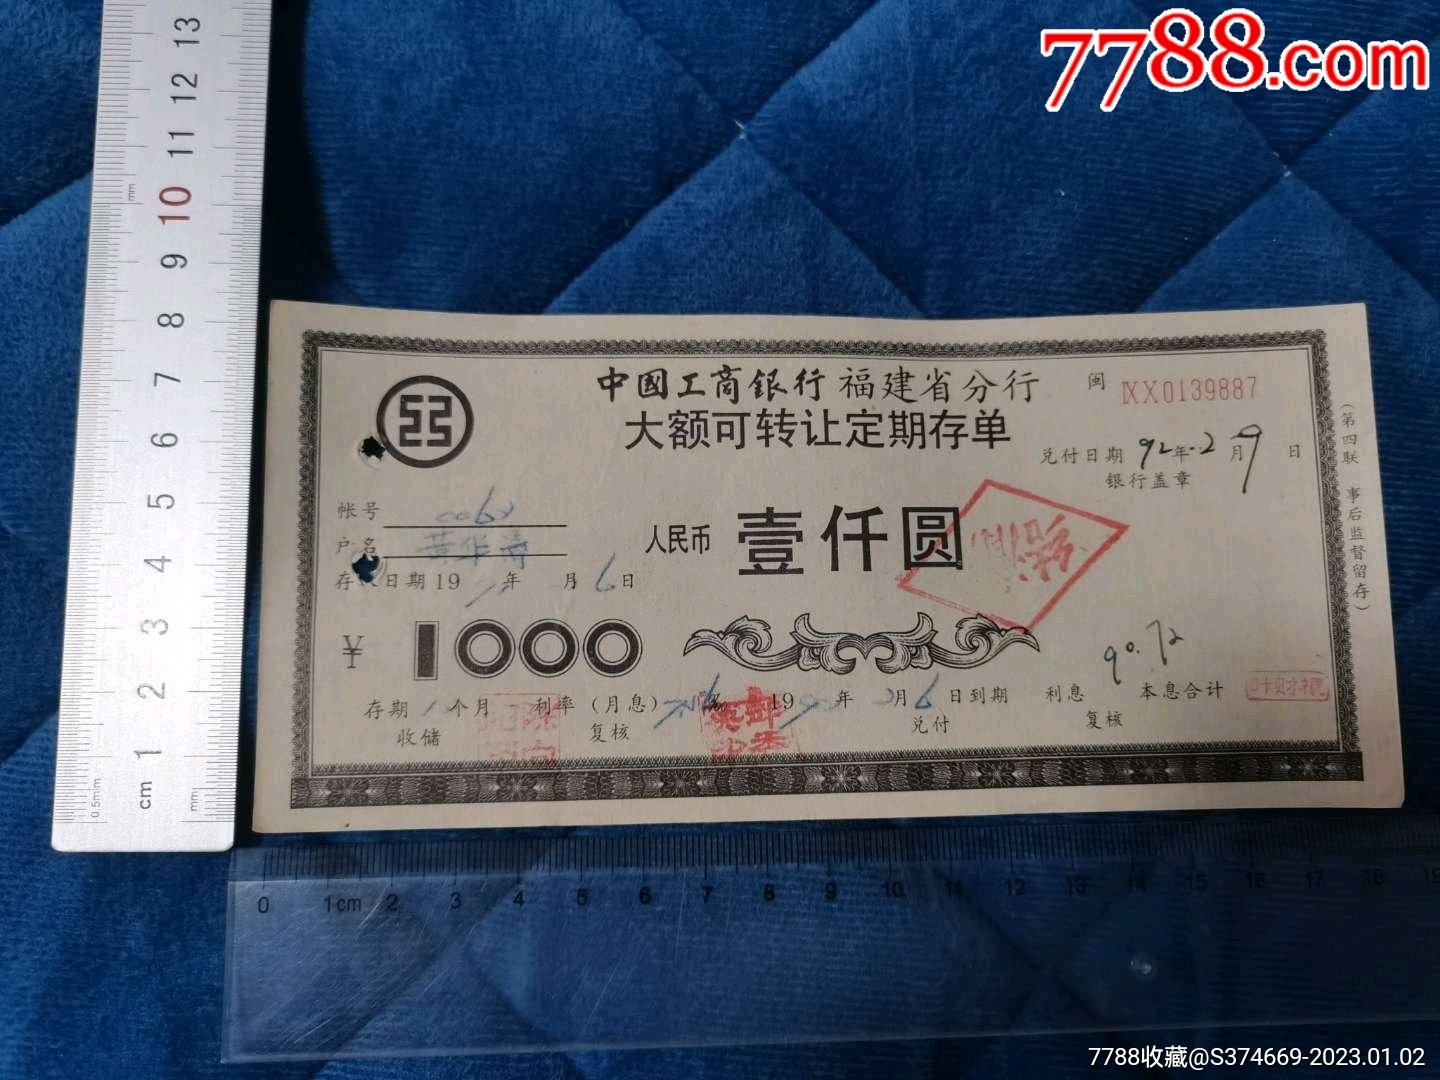 7788.com
中国工商银行福建省分行
闽 IXX0139887
大额可转让定期存单
(第四联 事后监督留存)
兑付日期 92年2月9日
银行盖章
帐号
户名
人民币 壹仟圆
存 日期19 年 月6日
¥ 1000
90.72
存期 个月 利率(月息) 19 年 月6日到期 利息 本息合计
收储 复核 兑付 复核
13
12
11
10
9
8
7
6
5
4
3
2
1
cm
mm
0.5mm
mm
0 1cm 2 3 4 5 6 7 8 9 10 11 12 13 14 15 16 17 18 19
7788收藏@S374669-2023.01.02